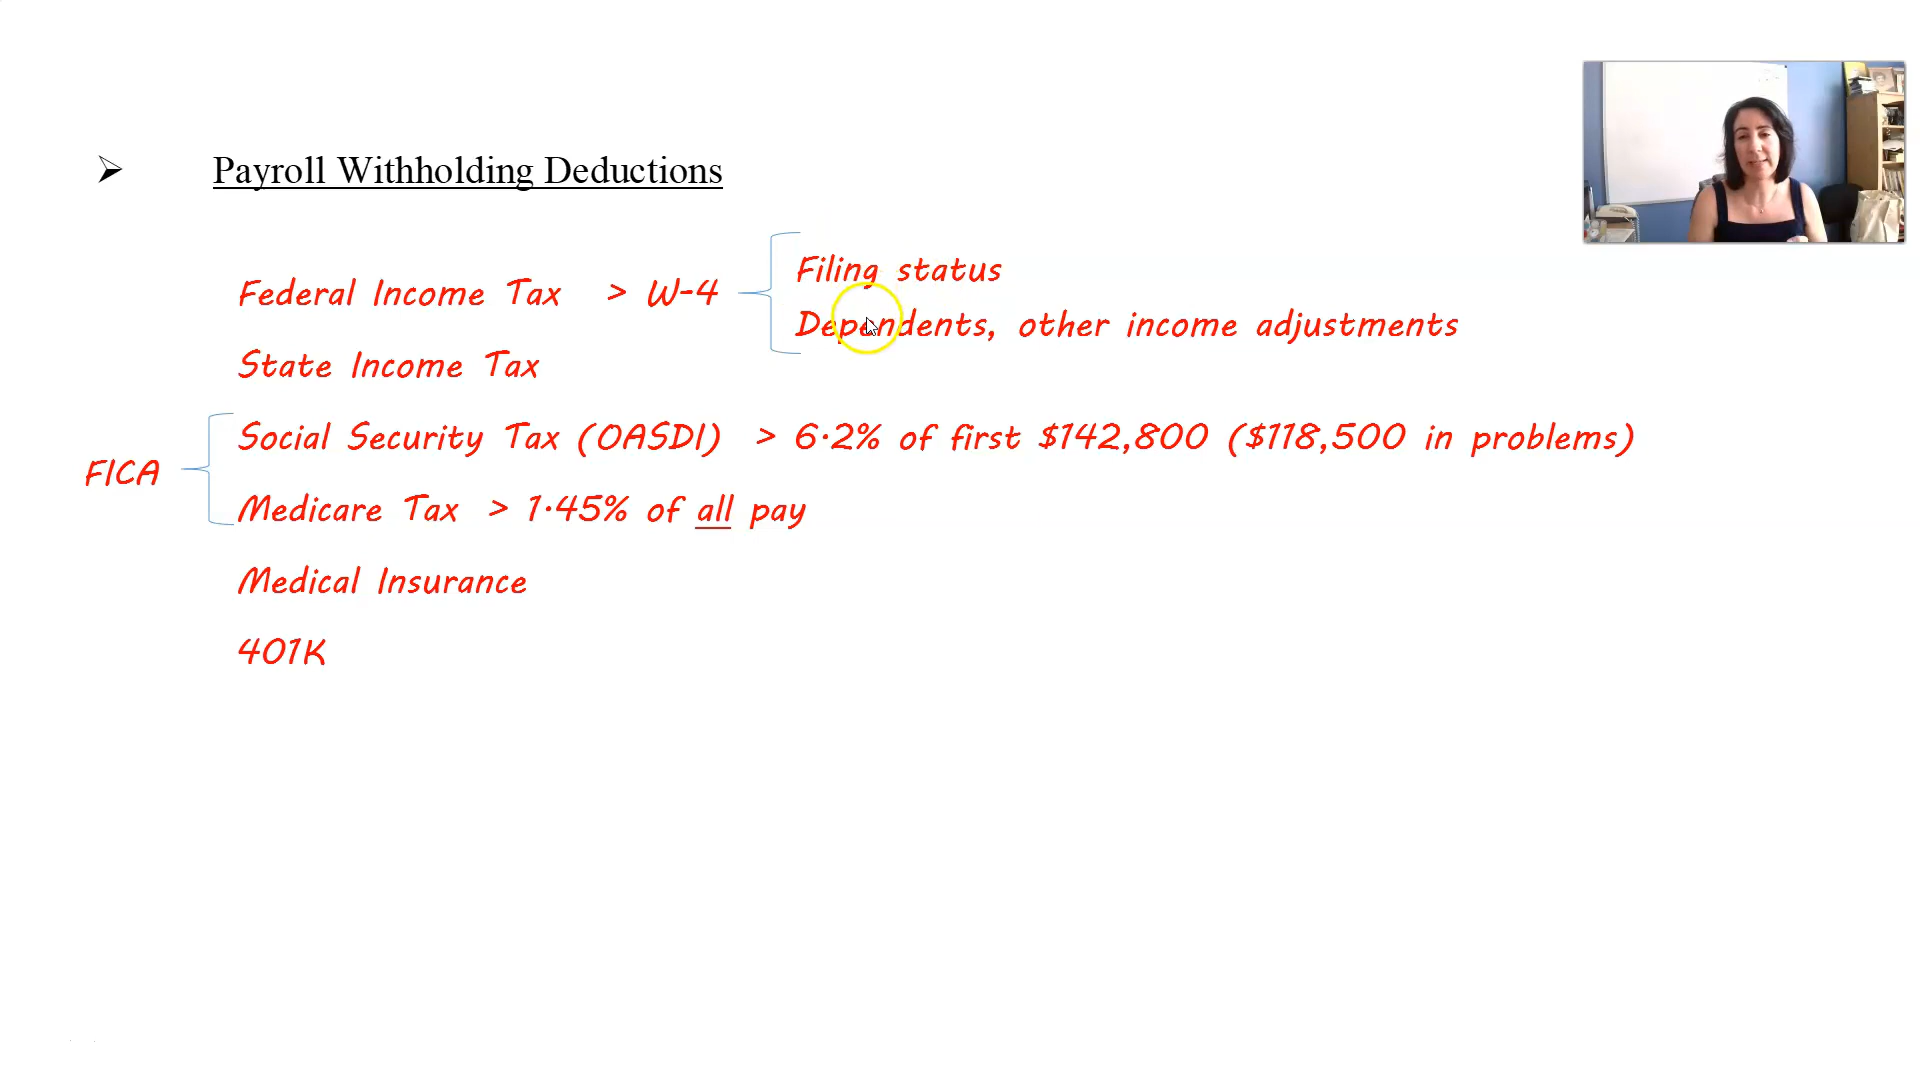 Payroll Withholding Deductions
Federal Income Tax > W-4
Filing status
Dependents, other income adjustments
State Income Tax
FICA
Social Security Tax (OASDI) > 6.2% of first $142,800 ($118,500 in problems)
Medicare Tax > 1.45% of all pay
Medical Insurance
401K